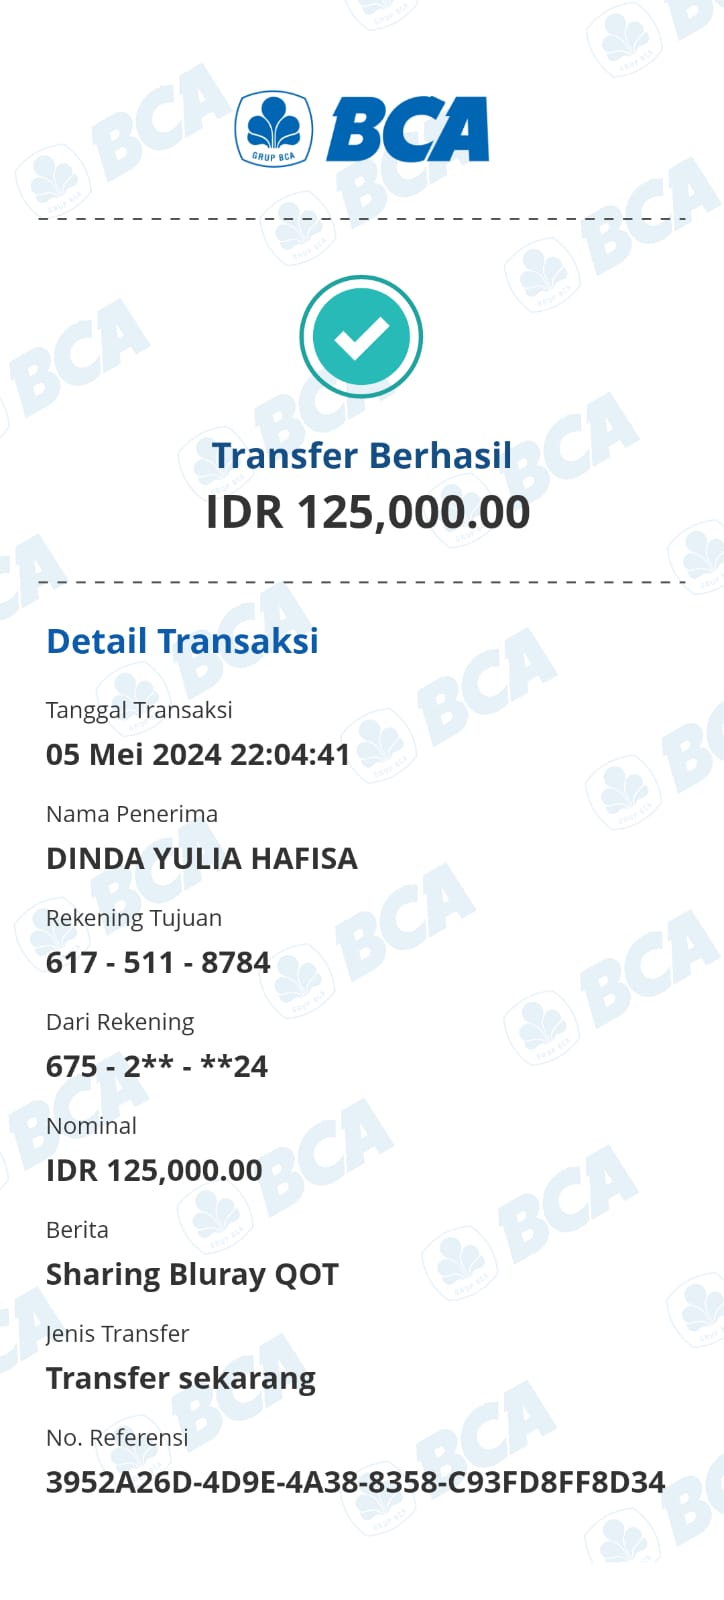 GRUP BCA
BCA
Transfer Berhasil
IDR 125,000.00
Detail Transaksi
Tanggal Transaksi
05 Mei 2024 22:04:41
Nama Penerima
DINDA YULIA HAFISA
Rekening Tujuan
617 - 511 - 8784
Dari Rekening
675 - 2** - **24
Nominal
IDR 125,000.00
Berita
Sharing Bluray QOT
Jenis Transfer
Transfer sekarang
No. Referensi
3952A26D-4D9E-4A38-8358-C93FD8FF8D34